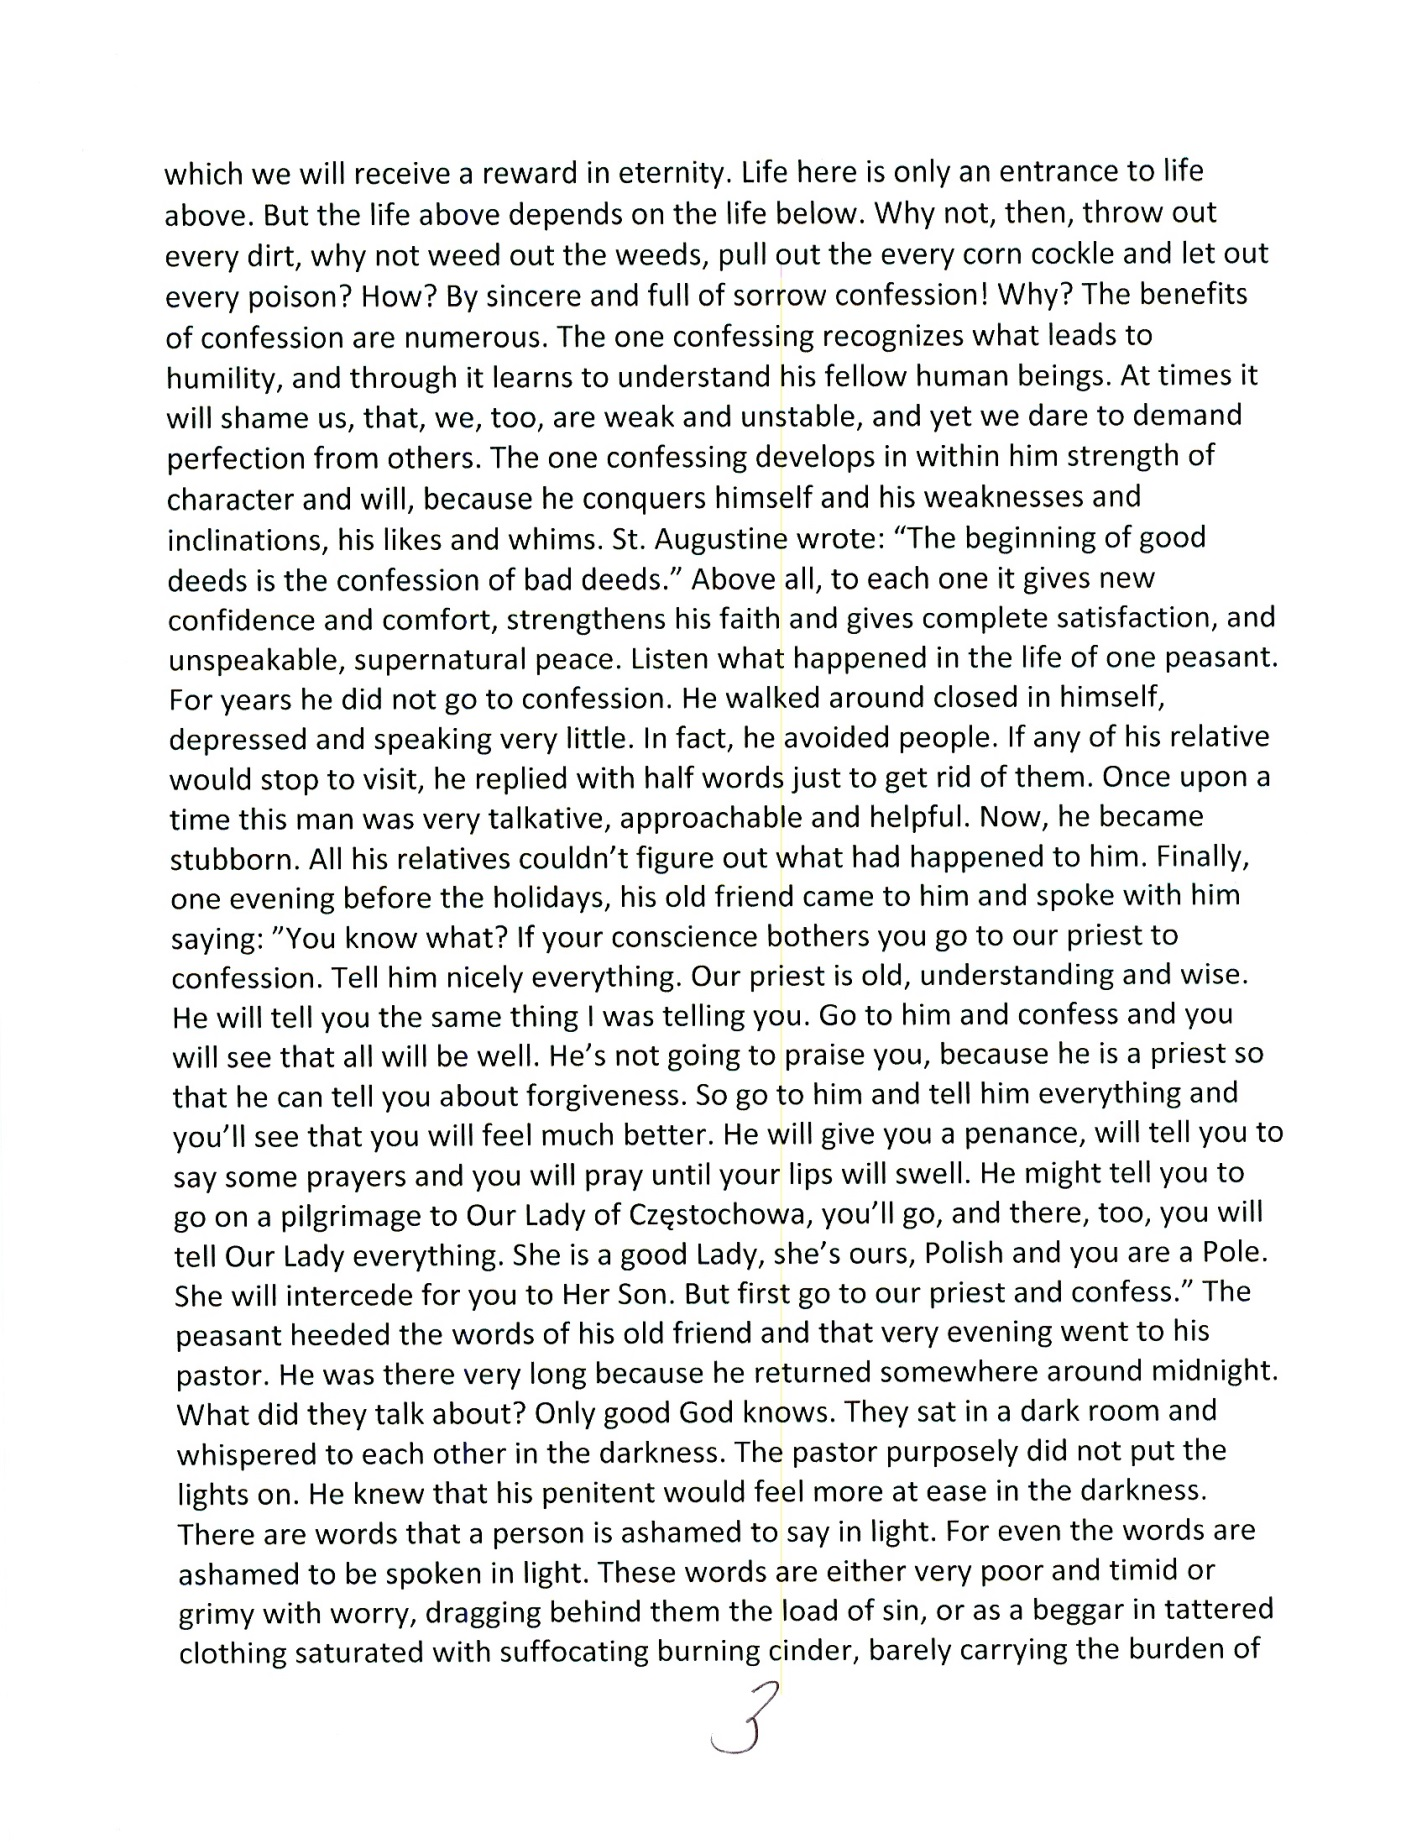 which we will receive a reward in eternity. Life here is only an entrance to life
above. But the life above depends on the life below. Why not, then, throw out
every dirt, why not weed out the weeds, pull out the every corn cockle and let out
every poison? How? By sincere and full of sorrow confession! Why? The benefits
of confession are numerous. The one confessing recognizes what leads to
humility, and through it learns to understand his fellow human beings. At times it
will shame us, that, we, too, are weak and unstable, and yet we dare to demand
perfection from others. The one confessing develops in within him strength of
character and will, because he conquers himself and his weaknesses and
inclinations, his likes and whims. St. Augustine wrote: “The beginning of good
deeds is the confession of bad deeds.” Above all, to each one it gives new
confidence and comfort, strengthens his faith and gives complete satisfaction, and
unspeakable, supernatural peace. Listen what happened in the life of one peasant.
For years he did not go to confession. He walked around closed in himself,
depressed and speaking very little. In fact, he avoided people. If any of his relative
would stop to visit, he replied with half words just to get rid of them. Once upon a
time this man was very talkative, approachable and helpful. Now, he became
stubborn. All his relatives couldn’t figure out what had happened to him. Finally,
one evening before the holidays, his old friend came to him and spoke with him
saying: ”You know what? If your conscience bothers you go to our priest to
confession. Tell him nicely everything. Our priest is old, understanding and wise.
He will tell you the same thing I was telling you. Go to him and confess and you
will see that all will be well. He’s not going to praise you, because he is a priest so
that he can tell you about forgiveness. So go to him and tell him everything and
you’ll see that you will feel much better. He will give you a penance, will tell you to
say some prayers and you will pray until your lips will swell. He might tell you to
go on a pilgrimage to Our Lady of Częstochowa, you’ll go, and there, too, you will
tell Our Lady everything. She is a good Lady, she’s ours, Polish and you are a Pole.
She will intercede for you to Her Son. But first go to our priest and confess.” The
peasant heeded the words of his old friend and that very evening went to his
pastor. He was there very long because he returned somewhere around midnight.
What did they talk about? Only good God knows. They sat in a dark room and
whispered to each other in the darkness. The pastor purposely did not put the
lights on. He knew that his penitent would feel more at ease in the darkness.
There are words that a person is ashamed to say in light. For even the words are
ashamed to be spoken in light. These words are either very poor and timid or
grimy with worry, dragging behind them the load of sin, or as a beggar in tattered
clothing saturated with suffocating burning cinder, barely carrying the burden of
3